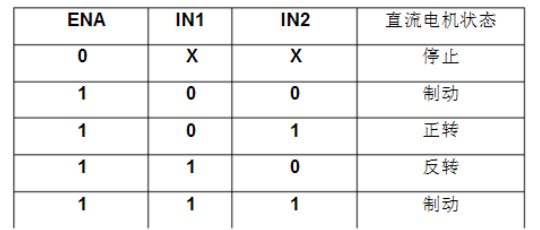 ENA IN1 IN2 直流电机状态
0 X X 停止
1 0 0 制动
1 0 1 正转
1 1 0 反转
1 1 1 制动